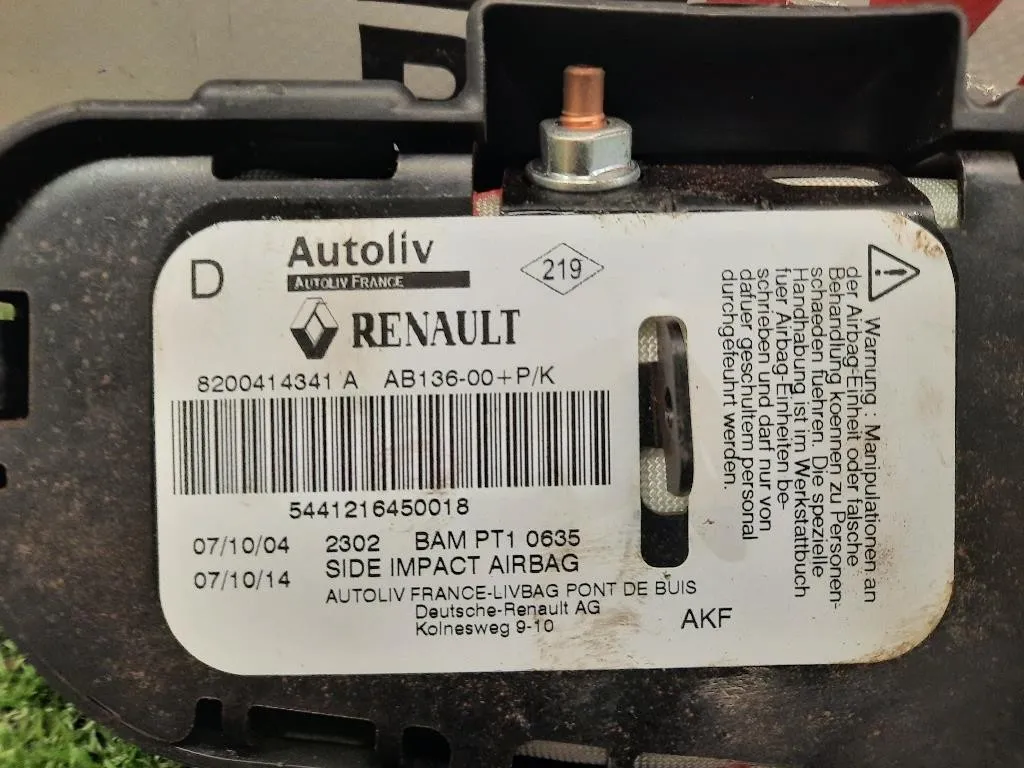 D
Autoliv
AUTOLIV FRANCE
219
RENAULT
8200414341 A AB136-00+P/K
5441216450018
07/10/04 2302 BAM PT1 0635
07/10/14 SIDE IMPACT AIRBAG
AUTOLIV FRANCE-LIVBAG PONT DE BUIS
Deutsche-Renault AG
Kolnesweg 9-10
AKF
Warnung : Manipulationen an
der Airbag-Einheit oder falsche
Behandlung koennen zu Personen-
schaeden fuehren. Die spezielle
Handhabung ist im Werkstattbuch
fuer Airbag-Einheiten be-
schrieben und darf nur von
dafuer geschultem personal
durchgefeuhrt werden.